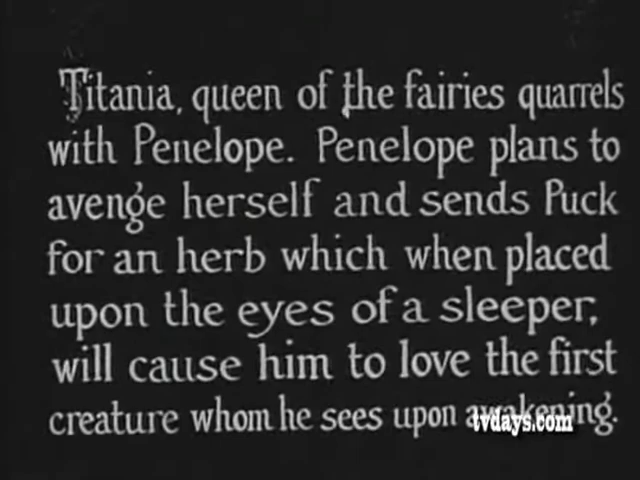 Titania, queen of the fairies quarrels
with Penelope. Penelope plans to
avenge herself and sends Puck
for an herb which when placed
upon the eyes of a sleeper,
will cause him to love the first
creature whom he sees upon awakening.
tvdays.com